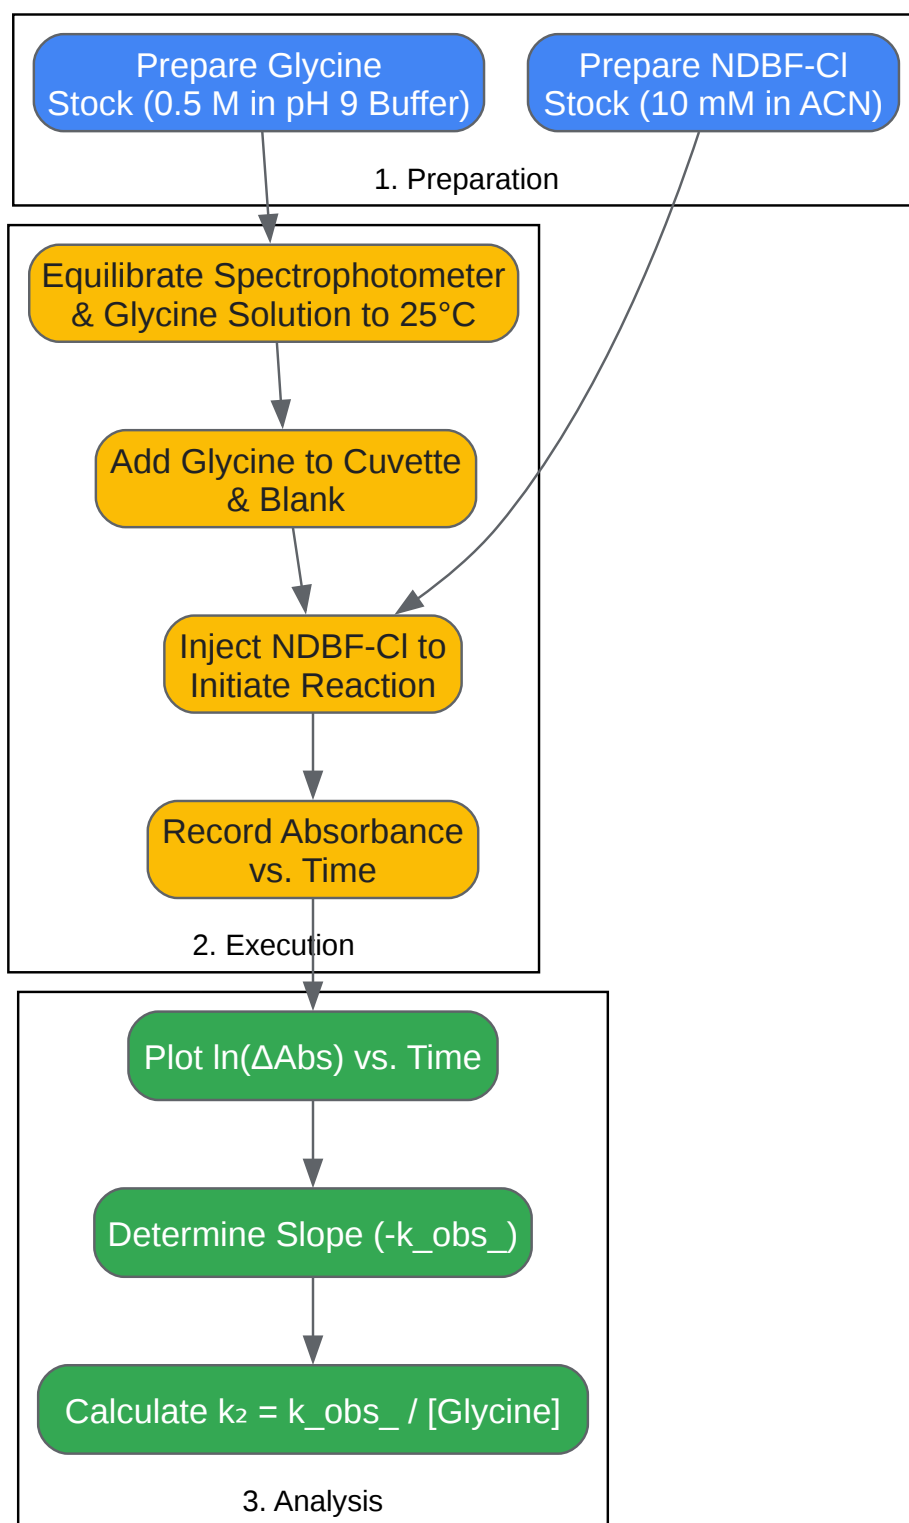 Prepare Glycine
Stock (0.5 M in pH 9 Buffer)
Prepare NDBF-Cl
Stock (10 mM in ACN)
1. Preparation
Equilibrate Spectrophotometer
& Glycine Solution to 25°C
Add Glycine to Cuvette
& Blank
Inject NDBF-Cl to
Initiate Reaction
Record Absorbance
vs. Time
2. Execution
Plot ln(ΔAbs) vs. Time
Determine Slope (-k_obs_)
Calculate k₂ = k_obs_ / [Glycine]
3. Analysis